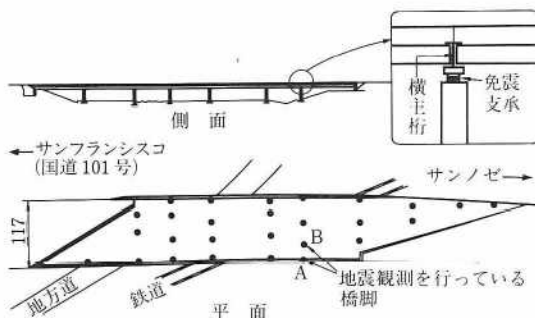 横主桁
免震
支承
側面
サンフランシスコ
(国道101号)
サンノゼ
117
B
A
地震観測を行っている
橋脚
地方道
鉄道
平面